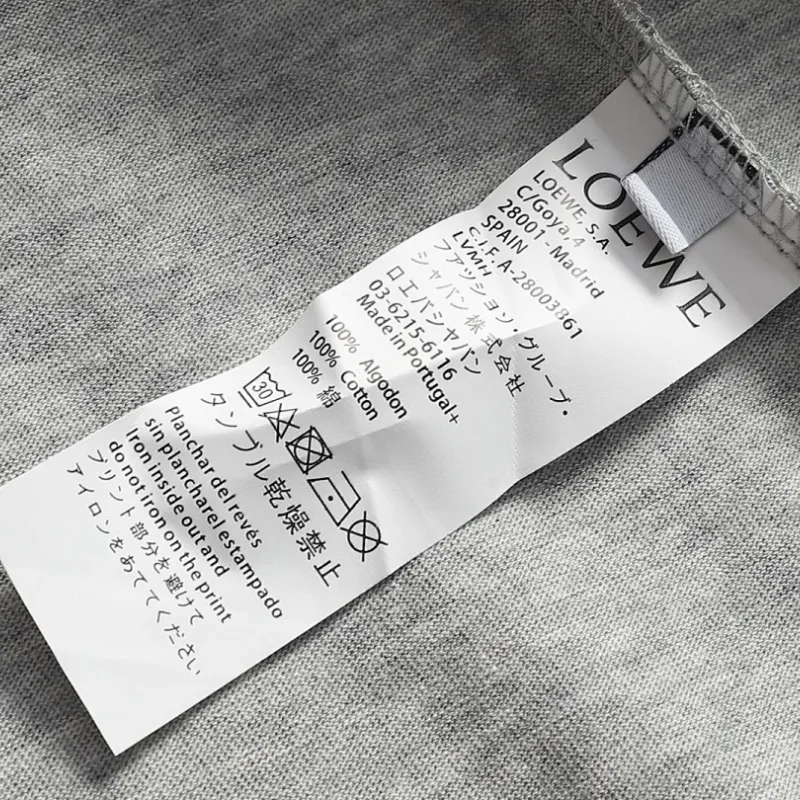 LOEWE
LOEWE, S.A.
C/Goya, 4
28001 - Madrid
SPAIN
C.I.F. A-28003861
LVMH
ファッション・グループ・
ジャパン株式会社
ロエバジャパン
03-6215-6116
Made in Portugal+
100% Algodon
100% Cotton
100% 綿
30
タンブル乾燥禁止
Planchar del revés
sin planchar el estampado
Iron inside out and
do not iron on the print
プリント部分を避けて
アイロンをあててください